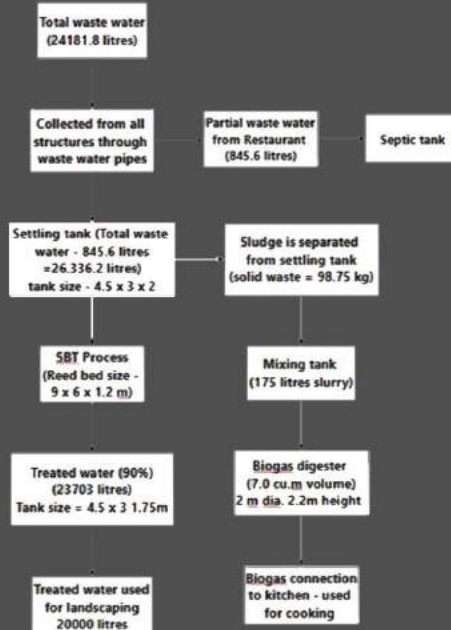 Total waste water
(24181.8 litres)
Collected from all
structures through
waste water pipes
Partial waste water
from Restaurant
(845.6 litres)
Septic tank
Settling tank (Total waste
water - 845.6 litres
=26.336.2 litres)
tank size - 4.5 x 3 x 2
Sludge is separated
from settling tank
(solid waste = 98.75 kg)
SBT Process
(Reed bed size -
9 x 6 x 1.2 m)
Mixing tank
(175 litres slurry)
Treated water (90%)
(23703 litres)
Tank size = 4.5 x 3 1.75m
Biogas digester
(7.0 cu.m volume)
2 m dia. 2.2m height
Treated water used
for landscaping
20000 litres
Biogas connection
to kitchen - used
for cooking